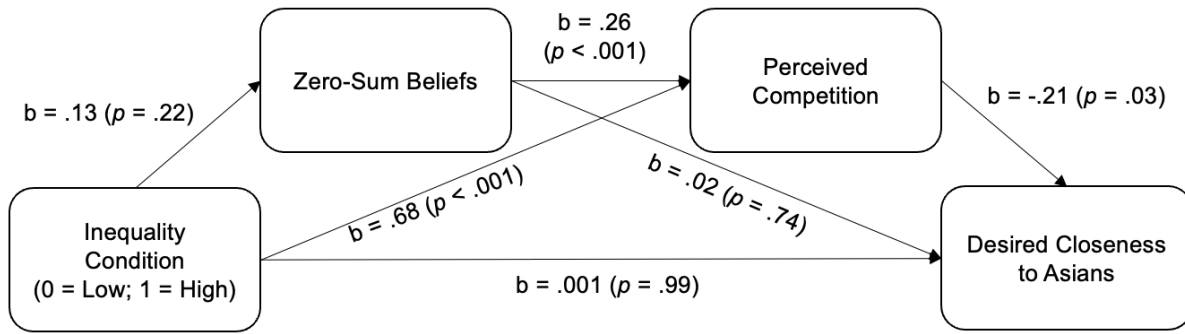 b = .26
(p < .001)
Zero-Sum Beliefs
Perceived
Competition
b = .13 (p = .22)
b = -.21 (p = .03)
b = .68 (p < .001)
b = .02 (p = .74)
Inequality
Condition
(0 = Low; 1 = High)
Desired Closeness
to Asians
b = .001 (p = .99)